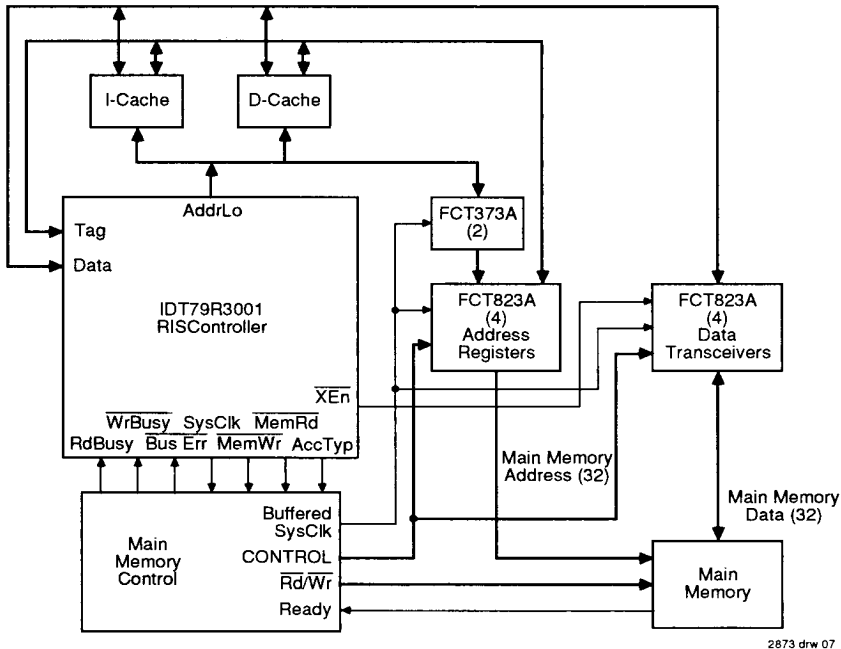 I-Cache
D-Cache
AddrLo
Tag
Data
IDT79R3001
RISController
XEn
WrBusy SysClk MemRd
RdBusy Bus Err MemWr AccTyp
FCT373A
(2)
FCT823A
(4)
Address
Registers
FCT823A
(4)
Data
Transceivers
Main Memory
Address (32)
Main Memory
Data (32)
Main
Memory
Control
Buffered
SysClk
CONTROL
Rd/Wr
Ready
Main
Memory
2873 drw 07